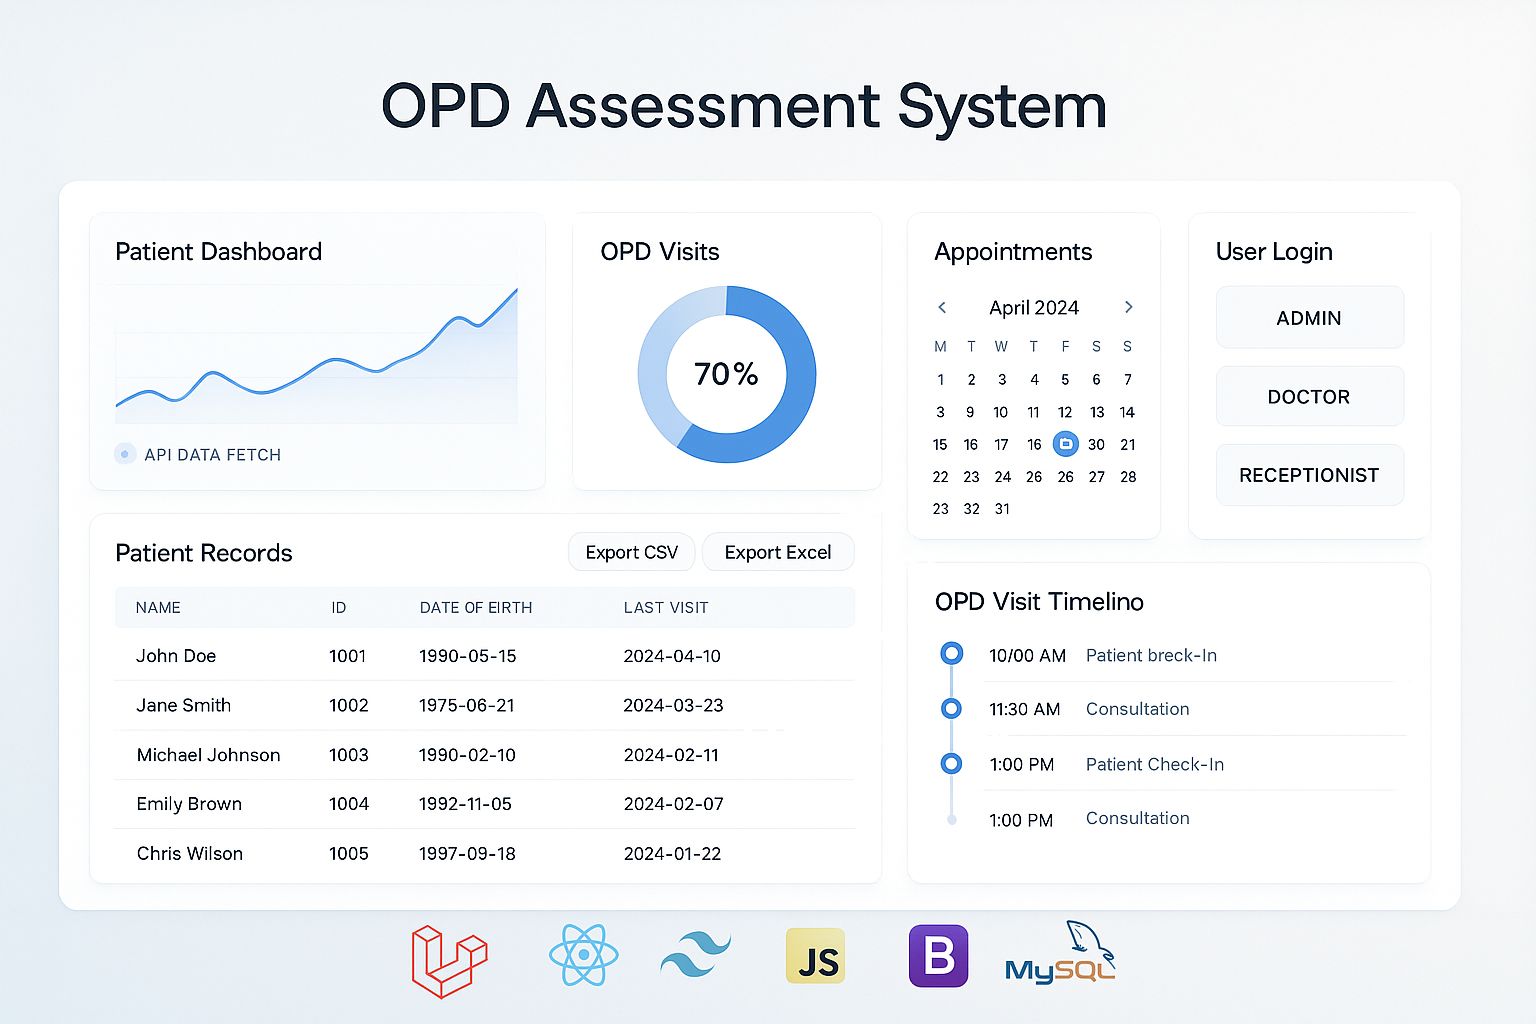 OPD Assessment System
Patient Dashboard
API DATA FETCH
OPD Visits
70%
Appointments
April 2024
M T W T F S S
1 2 3 4 5 6 7
3 9 10 11 12 13 14
15 16 17 16 30 21
22 23 24 26 26 27 28
23 32 31
User Login
ADMIN
DOCTOR
RECEPTIONIST
Patient Records
Export CSV
Export Excel
NAME ID DATE OF EIRTH LAST VISIT
John Doe 1001 1990-05-15 2024-04-10
Jane Smith 1002 1975-06-21 2024-03-23
Michael Johnson 1003 1990-02-10 2024-02-11
Emily Brown 1004 1992-11-05 2024-02-07
Chris Wilson 1005 1997-09-18 2024-01-22
OPD Visit Timelino
10/00 AM Patient breck-In
11:30 AM Consultation
1:00 PM Patient Check-In
1:00 PM Consultation
JS
B
MySQL